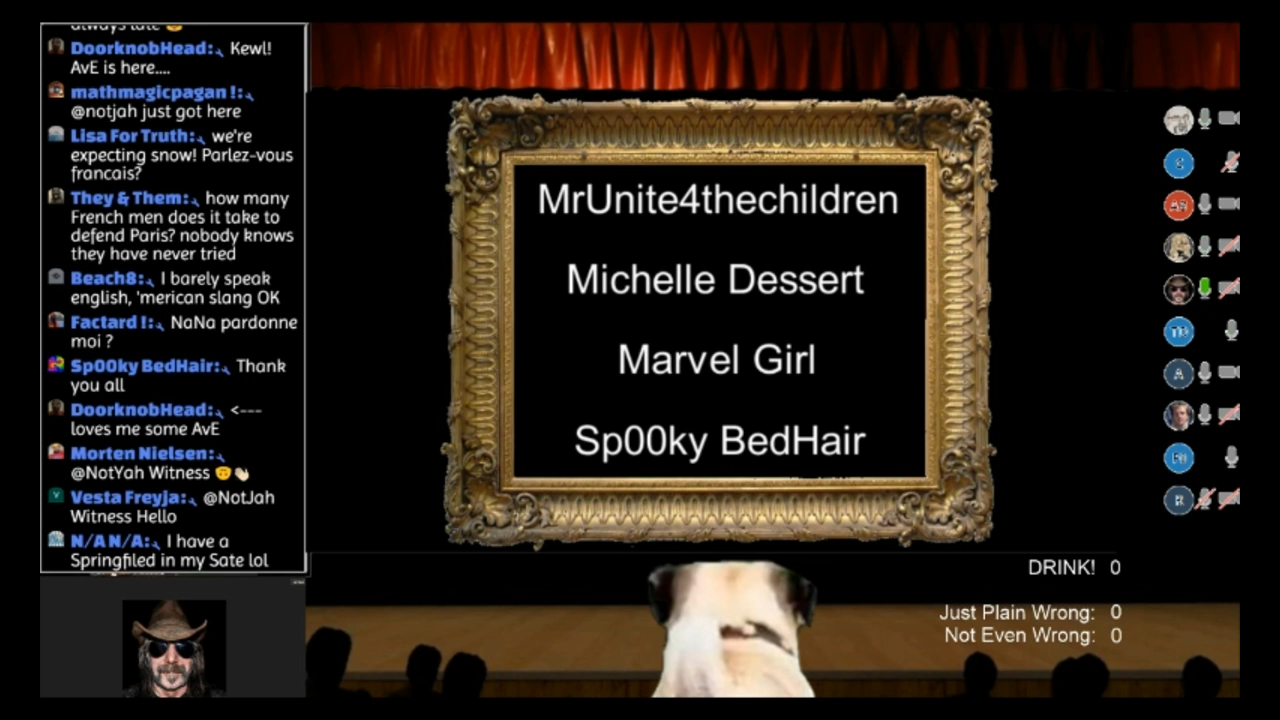 DoorknobHead: Kewl!
AvE is here....
mathmagicpagan !:
@notjah just got here
Lisa For Truth: we're
expecting snow! Parlez-vous
francais?
They & Them: how many
French men does it take to
defend Paris? nobody knows
they have never tried
Beach8: I barely speak
english, 'merican slang OK
Factard !: NaNa pardonne
moi ?
Sp00ky BedHair: Thank
you all
DoorknobHead: <---
loves me some AvE
Morten Nielsen:
@NotYah Witness 🙃👏🏻
Vesta Freyja: @NotJah
Witness Hello
N/A N/A: I have a
Springfiled in my Sate lol
MrUnite4thechildren
Michelle Dessert
Marvel Girl
Sp00ky BedHair
DRINK! 0
Just Plain Wrong: 0
Not Even Wrong: 0